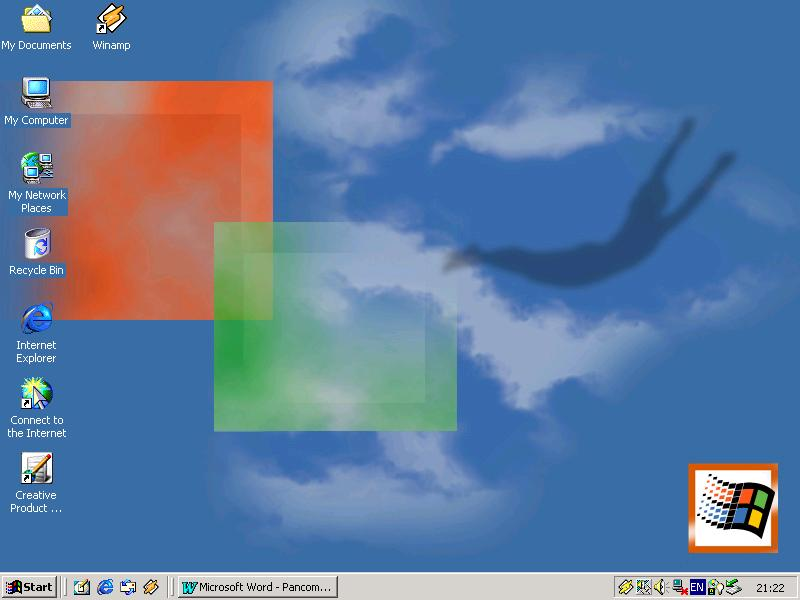 My Documents
Winamp
My Computer
My Network
Places
Recycle Bin
Internet
Explorer
Connect to
the Internet
Creative
Product ...
Start
Microsoft Word - Pancom...
EN
21:22